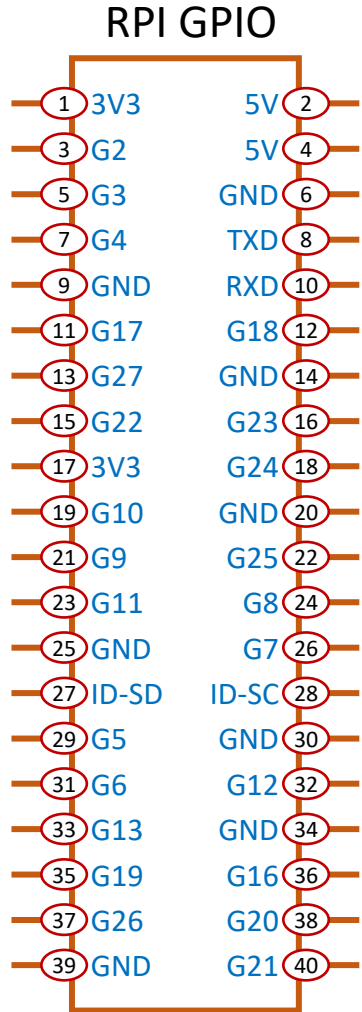 RPI GPIO
1 3V3 5V 2
3 G2 5V 4
5 G3 GND 6
7 G4 TXD 8
9 GND RXD 10
11 G17 G18 12
13 G27 GND 14
15 G22 G23 16
17 3V3 G24 18
19 G10 GND 20
21 G9 G25 22
23 G11 G8 24
25 GND G7 26
27 ID-SD ID-SC 28
29 G5 GND 30
31 G6 G12 32
33 G13 GND 34
35 G19 G16 36
37 G26 G20 38
39 GND G21 40